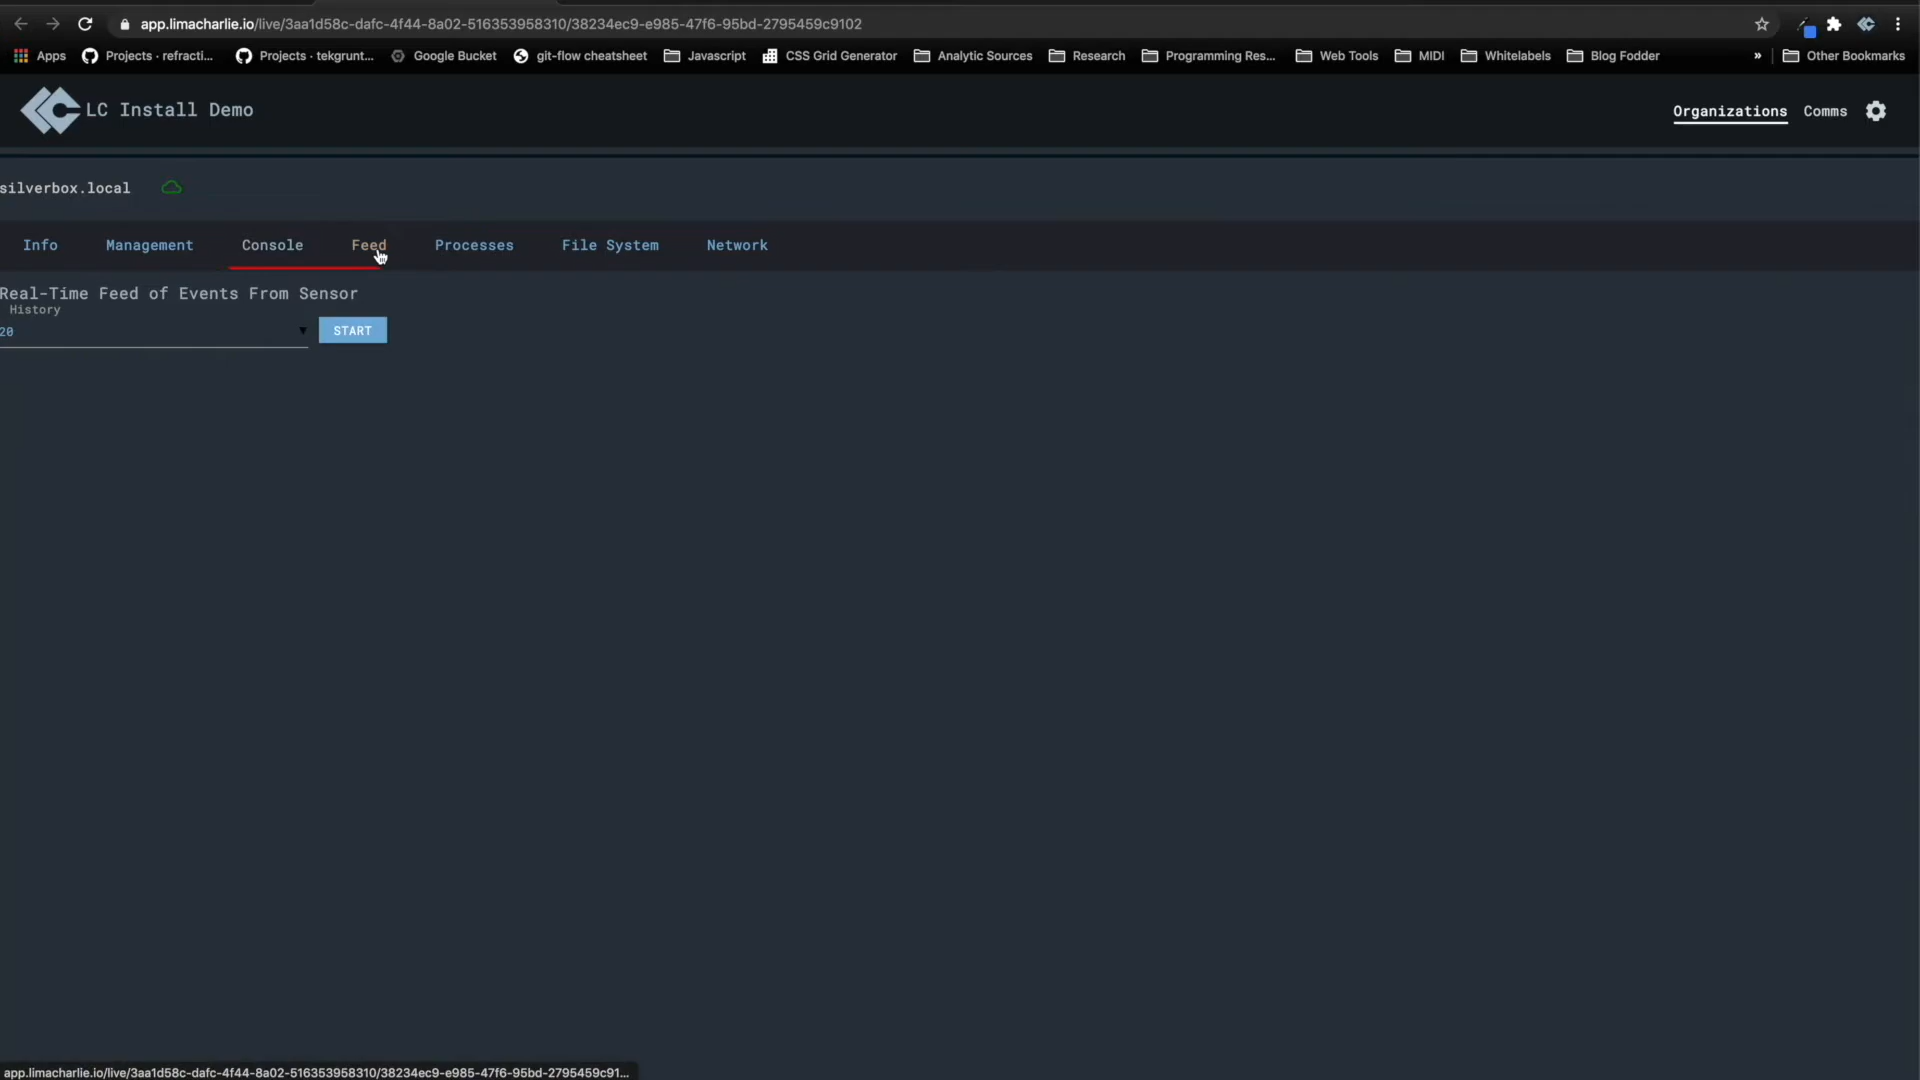 app.limacharlie.io/live/3aa1d58c-dafc-4f44-8a02-516353958310/38234ec9-e985-47f6-95bd-2795459c9102
Apps Projects · refracti... Projects · tekgrunt... Google Bucket git-flow cheatsheet Javascript CSS Grid Generator Analytic Sources Research Programming Res... Web Tools MIDI Whitelabels Blog Fodder » Other Bookmarks
LC Install Demo Organizations Comms
silverbox.local
Info Management Console Feed Processes File System Network
Real-Time Feed of Events From Sensor
History
20 START
app.limacharlie.io/live/3aa1d58c-dafc-4f44-8a02-516353958310/38234ec9-e985-47f6-95bd-2795459c91...